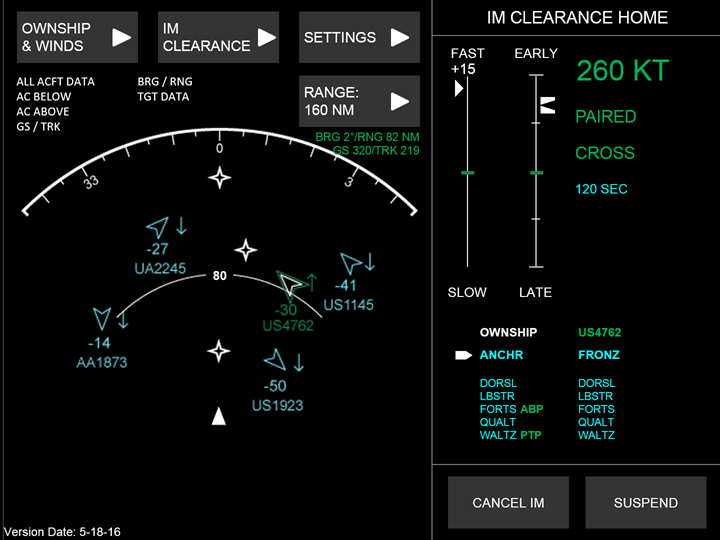 OWNSHIP
& WINDS
IM
CLEARANCE
SETTINGS
ALL ACFT DATA
AC BELOW
AC ABOVE
GS / TRK
BRG / RNG
TGT DATA
RANGE:
160 NM
BRG 2°/RNG 82 NM
GS 320/TRK 219
33
0
3
-27
UA2245
80
-41
US1145
-30
US4762
-14
AA1873
-50
US1923
Version Date: 5-18-16
IM CLEARANCE HOME
FAST
+15
EARLY
260 KT
PAIRED
CROSS
120 SEC
SLOW
LATE
OWNSHIP US4762
ANCHR FRONZ
DORSL DORSL
LBSTR LBSTR
FORTS ABP FORTS
QUALT QUALT
WALTZ PTP WALTZ
CANCEL IM
SUSPEND